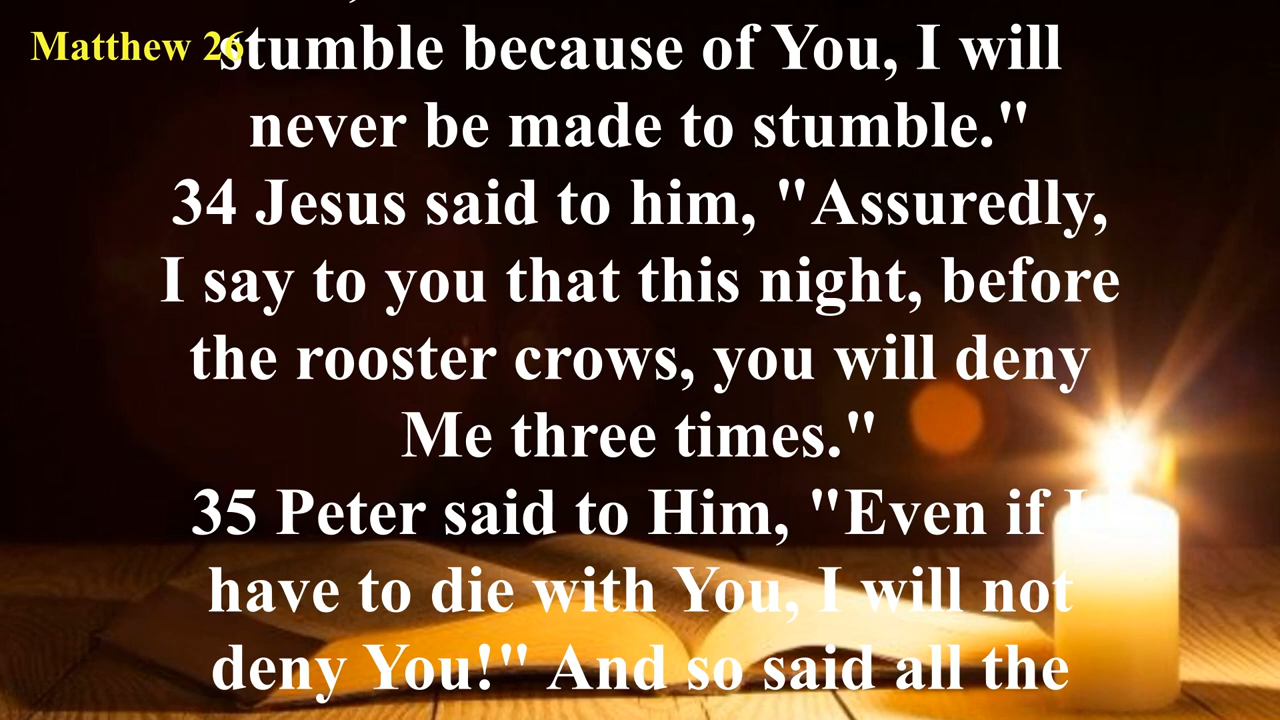 Matthew 26
stumble because of You, I will
never be made to stumble."
34 Jesus said to him, "Assuredly,
I say to you that this night, before
the rooster crows, you will deny
Me three times."
35 Peter said to Him, "Even if I
have to die with You, I will not
deny You!" And so said all the